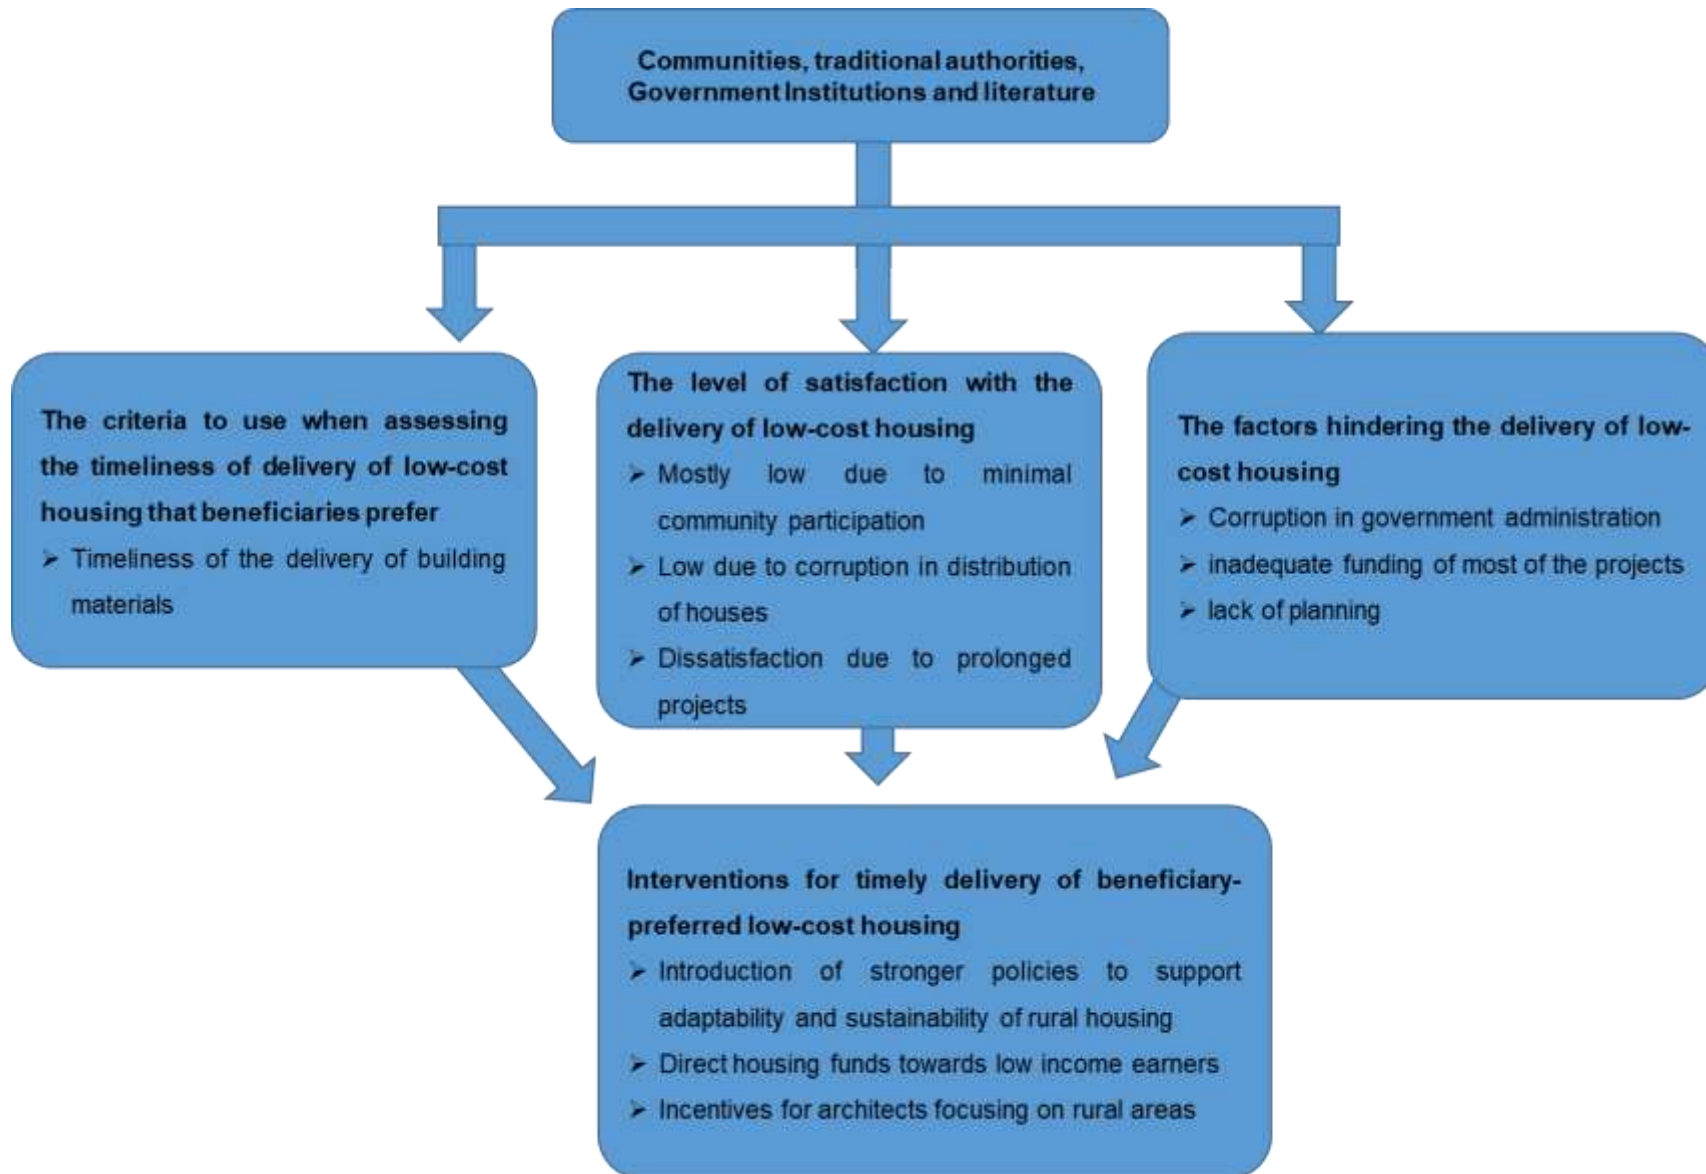 Communities, traditional authorities,
Government Institutions and literature
The criteria to use when assessing
the timeliness of delivery of low-cost
housing that beneficiaries prefer
➢ Timeliness of the delivery of building
materials
The level of satisfaction with the
delivery of low-cost housing
➢ Mostly low due to minimal
community participation
➢ Low due to corruption in distribution
of houses
➢ Dissatisfaction due to prolonged
projects
The factors hindering the delivery of low-
cost housing
➢ Corruption in government administration
➢ inadequate funding of most of the projects
➢ lack of planning
Interventions for timely delivery of beneficiary-
preferred low-cost housing
➢ Introduction of stronger policies to support
adaptability and sustainability of rural housing
➢ Direct housing funds towards low income earners
➢ Incentives for architects focusing on rural areas